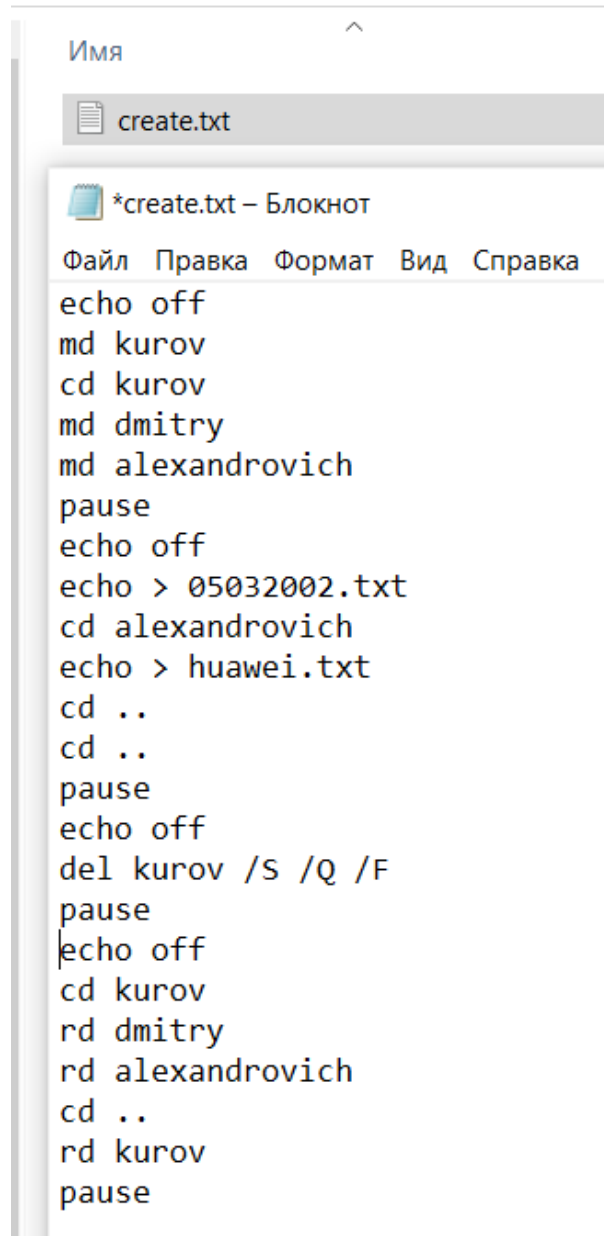 Имя
create.txt
*create.txt – Блокнот
Файл Правка Формат Вид Справка
echo off
md kurov
cd kurov
md dmitry
md alexandrovich
pause
echo off
echo > 05032002.txt
cd alexandrovich
echo > huawei.txt
cd ..
cd ..
pause
echo off
del kurov /S /Q /F
pause
echo off
cd kurov
rd dmitry
rd alexandrovich
cd ..
rd kurov
pause